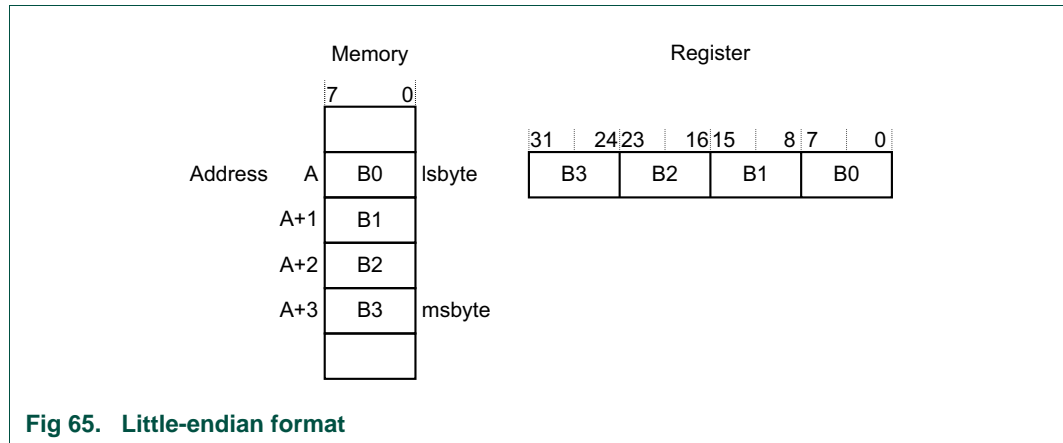 Memory
Register
7 0
31 24 23 16 15 8 7 0
Address A B0 lsbyte
B3 B2 B1 B0
A+1 B1
A+2 B2
A+3 B3 msbyte
Fig 65. Little-endian format